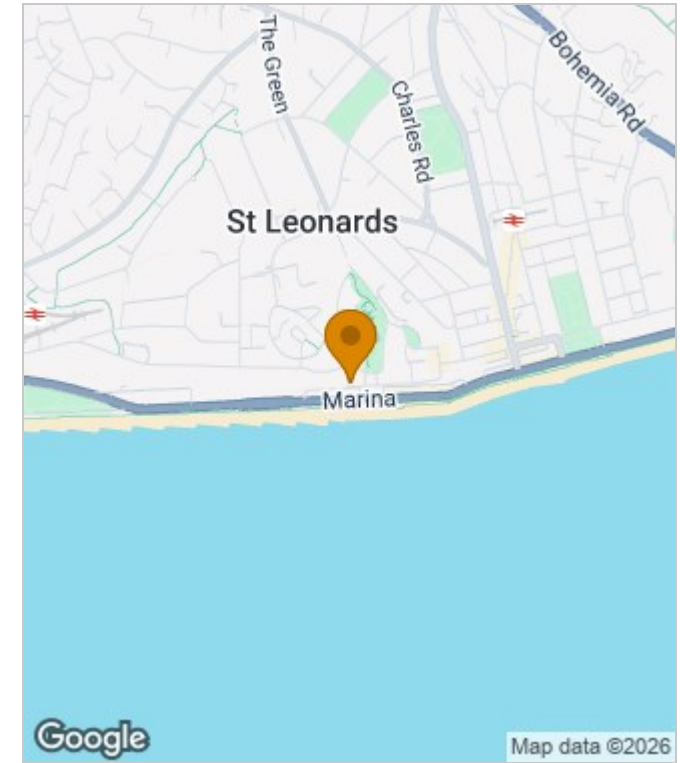 The Green
Bohemia Rd
Charles Rd
St Leonards
Marina
Google
Map data ©2026